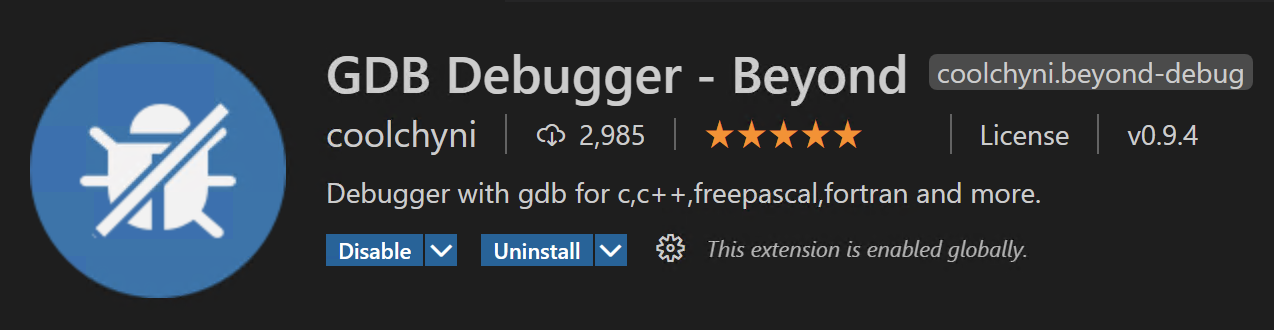 GDB Debugger - Beyond coolchyni.beyond-debug
coolchyni 2,985 License v0.9.4
Debugger with gdb for c,c++,freepascal,fortran and more.
Disable Uninstall This extension is enabled globally.